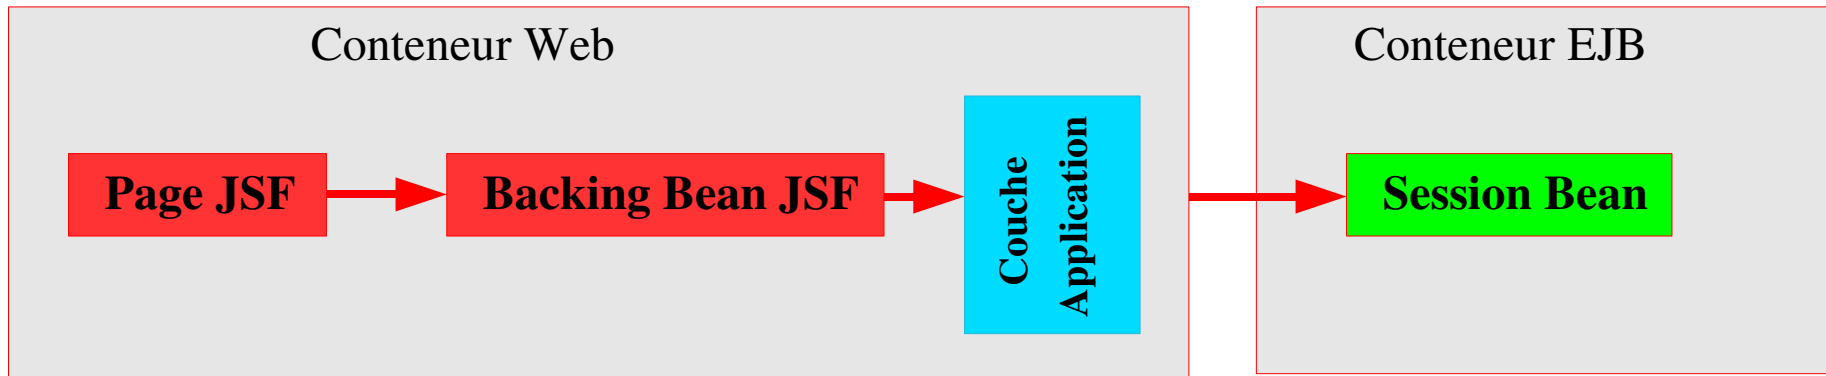 Conteneur Web
Conteneur EJB
Page JSF
Backing Bean JSF
Couche
Application
Session Bean